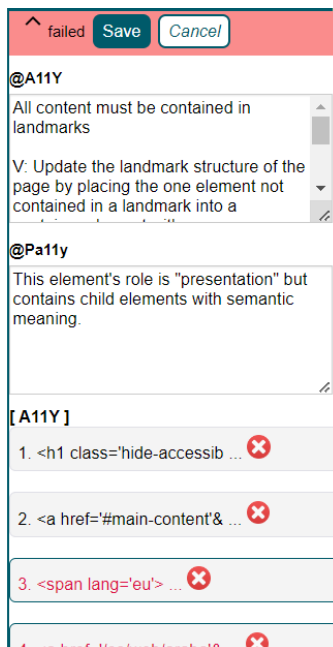 failed Save Cancel
@A11Y
All content must be contained in
landmarks
V: Update the landmark structure of the
page by placing the one element not
contained in a landmark into a
@Pa11y
This element's role is "presentation" but
contains child elements with semantic
meaning.
[ A11Y ]
1. <h1 class='hide-accessib ...
2. <a href='#main-content'& ...
3. <span lang='eu'> ...